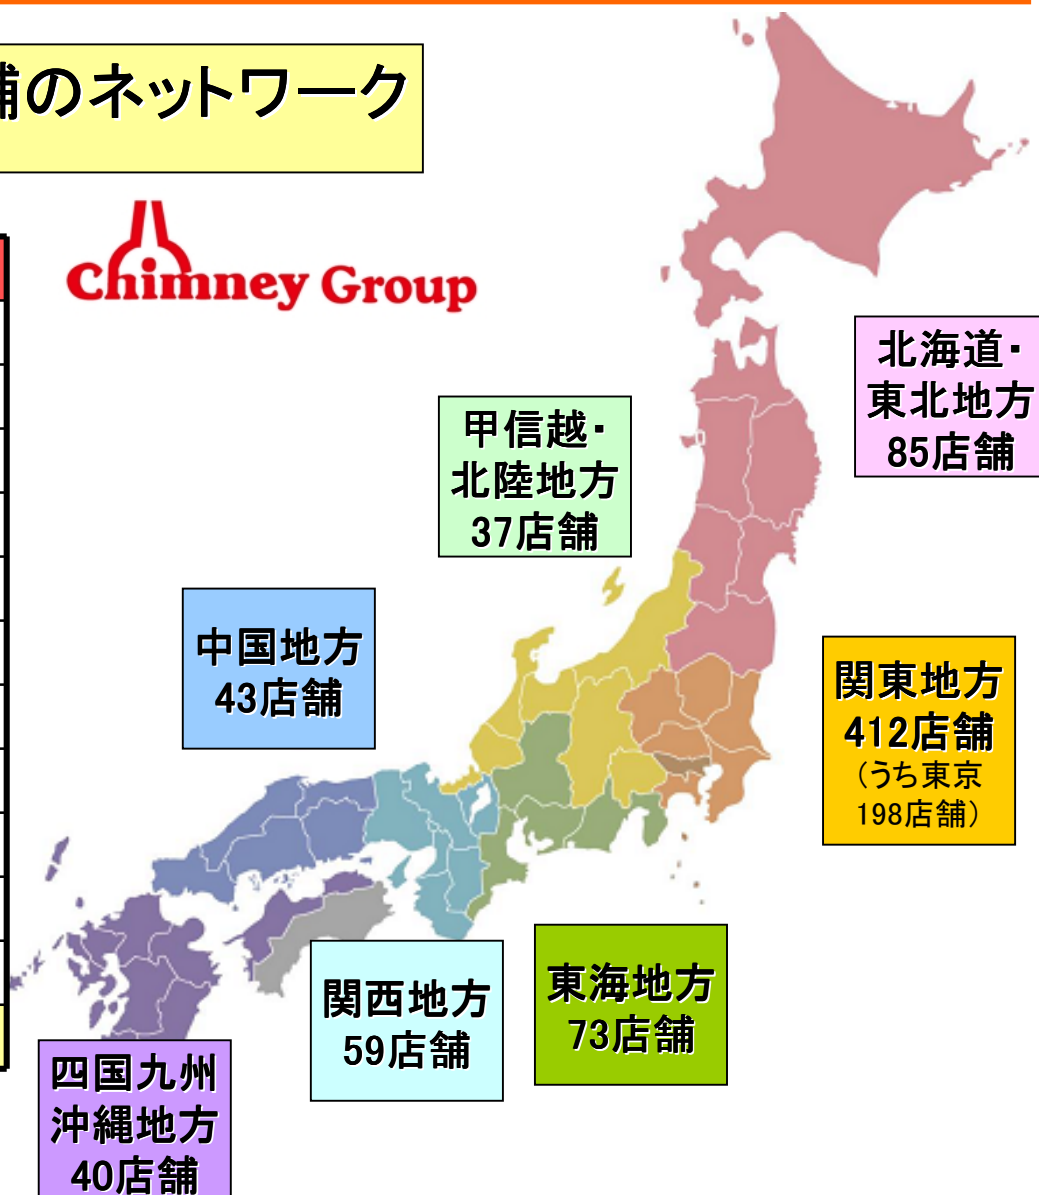 舗のネットワーク
Chimney Group
北海道・
東北地方
85店舗
甲信越・
北陸地方
37店舗
中国地方
43店舗
関東地方
412店舗
（うち東京
198店舗）
関西地方
59店舗
東海地方
73店舗
四国九州
沖縄地方
40店舗